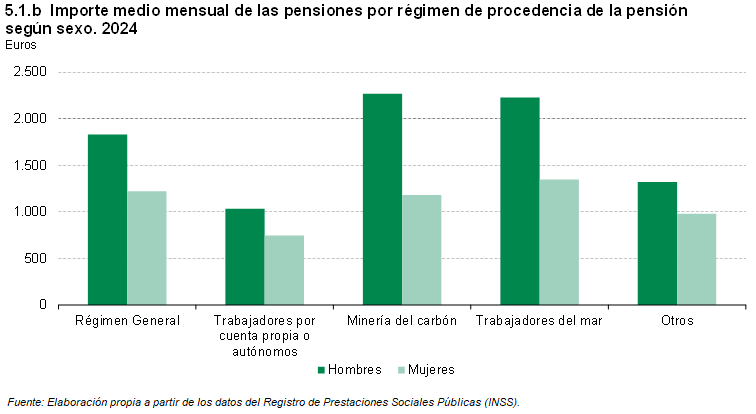 5.1.b  Importe medio mensual de las pensiones por régimen de procedencia de la pensión
según sexo. 2024
Euros
2.500
2.000
1.500
1.000
500
0
Régimen General
Trabajadores por
cuenta propia o
autónomos
Minería del carbón
Trabajadores del mar
Otros
Hombres
Mujeres
Fuente: Elaboración propia a partir de los datos del Registro de Prestaciones Sociales Públicas (INSS).